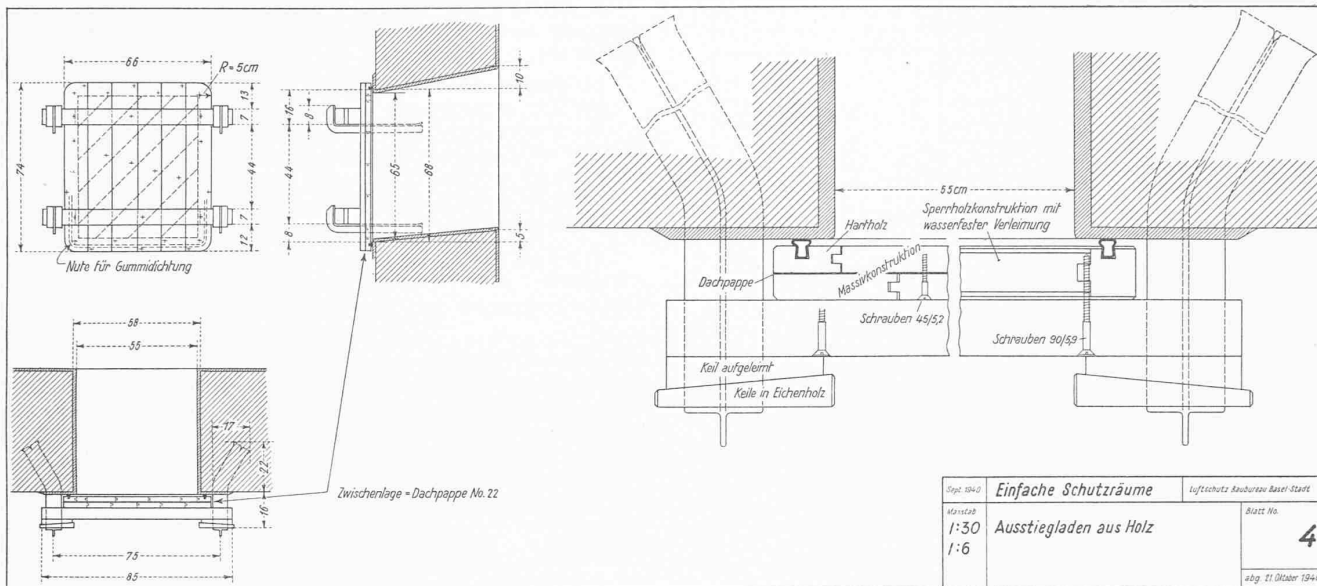 66
R = 5cm
13
7
44
7
12
74
Nute für Gummidichtung
10
16
8
44
65
68
8
5
58
55
17
22
16
75
85
Zwischenlage = Dachpappe No. 22
55cm
Hartholz
Sperrholzkonstruktion mit
wasserfester Verleimung
Dachpappe
Massivkonstruktion
Schrauben 45/5,2
Schrauben 90/5,9
Keil aufgeleimt
Keile in Eichenholz
Sept. 1940
Einfache Schutzräume
Luftschutz Baubureau Basel-Stadt
Masstab
1:30
1:6
Ausstiegladen aus Holz
Blatt No.
4
abg. 21. Oktober